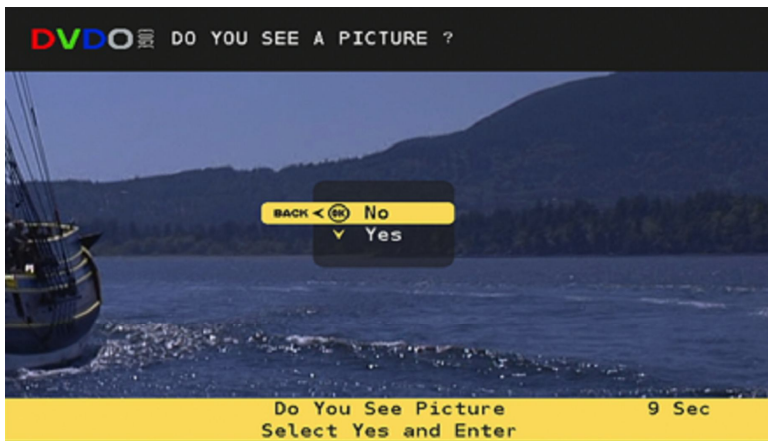 DVDO EDGE DO YOU SEE A PICTURE ?
BACK OK No
Yes
Do You See Picture 9 Sec
Select Yes and Enter